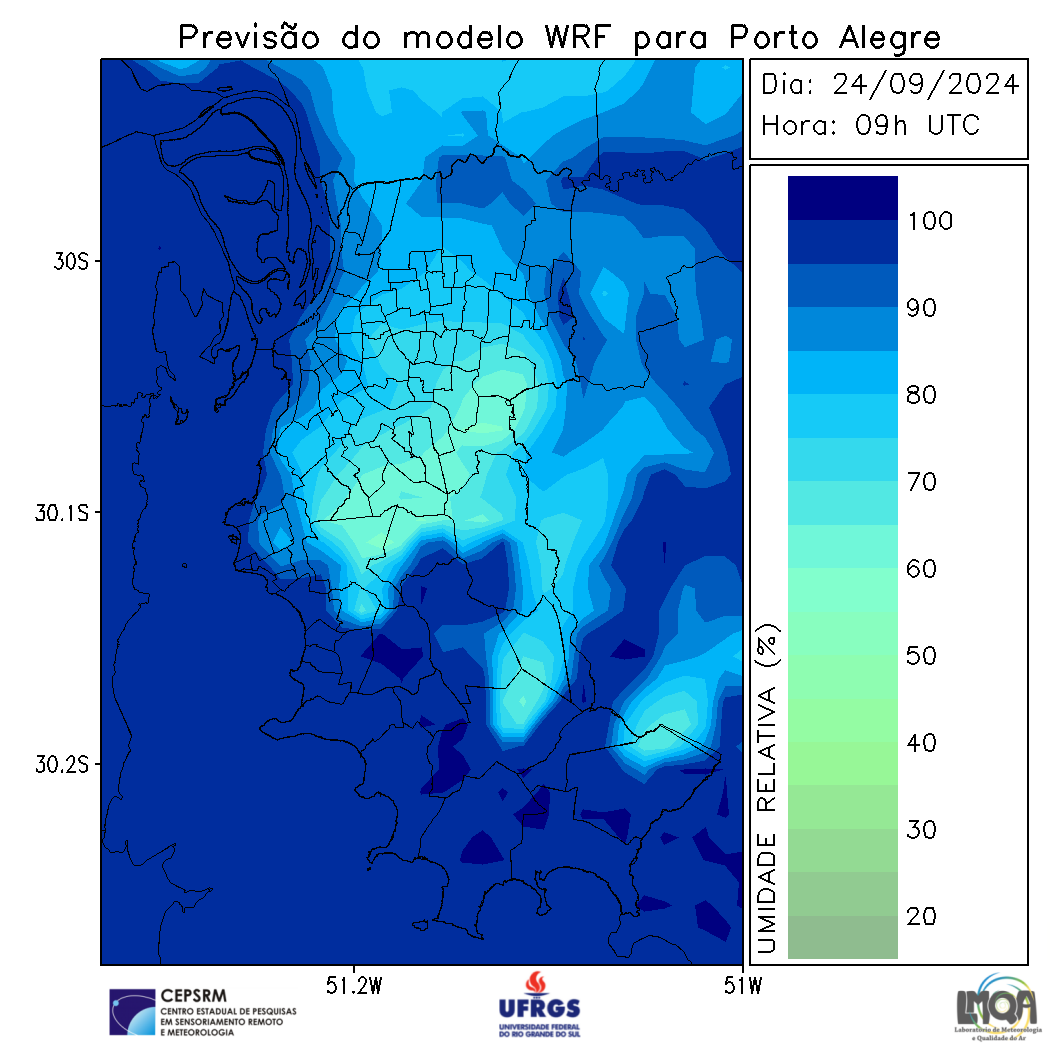 Previsão do modelo WRF para Porto Alegre
Dia: 24/09/2024
Hora: 09h UTC
100
90
80
70
60
50
40
30
20
UMIDADE RELATIVA (%)
30S
30.1S
30.2S
51.2W
51W
CEPSRM
CENTRO ESTADUAL DE PESQUISAS
EM SENSORIAMENTO REMOTO
E METEOROLOGIA
UFRGS
UNIVERSIDADE FEDERAL
DO RIO GRANDE DO SUL
LMQA
Laboratório de Meteorologia
e Qualidade do Ar